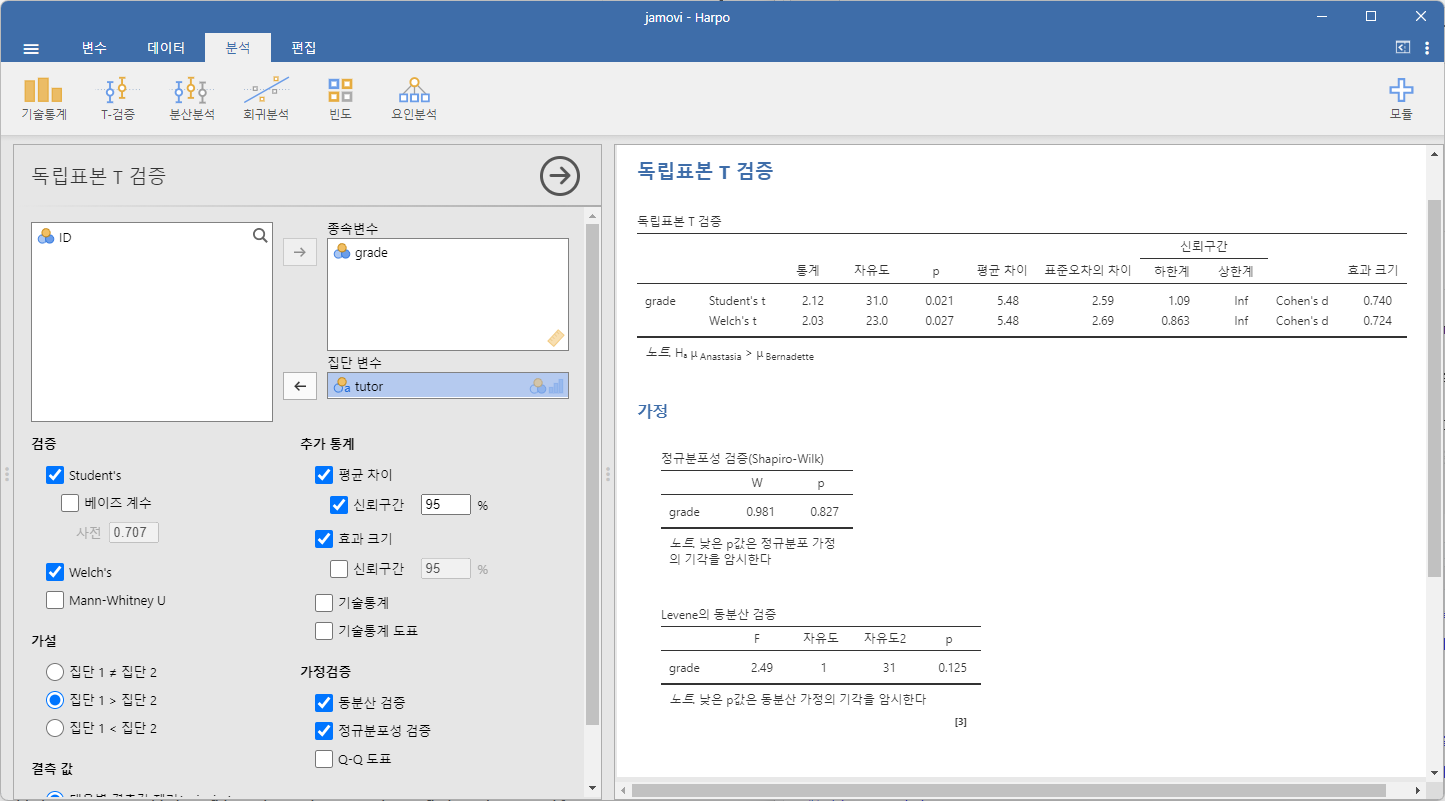 jamovi - Harpo
변수 데이터 분석 편집
기술통계 T-검증 분산분석 회귀분석 빈도 요인분석 모듈
독립표본 T 검증
ID
종속변수
grade
집단 변수
tutor
검증
Student's
베이즈 계수
사전 0.707
Welch's
Mann-Whitney U
가설
집단 1 ≠ 집단 2
집단 1 > 집단 2
집단 1 < 집단 2
결측 값
추가 통계
평균 차이
신뢰구간 95 %
효과 크기
신뢰구간 95 %
기술통계
기술통계 도표
가정검증
동분산 검증
정규분포성 검증
Q-Q 도표
독립표본 T 검증
독립표본 T 검증
신뢰구간
통계 자유도 p 평균 차이 표준오차의 차이 하한계 상한계 효과 크기
grade Student's t 2.12 31.0 0.021 5.48 2.59 1.09 Inf Cohen's d 0.740
Welch's t 2.03 23.0 0.027 5.48 2.69 0.863 Inf Cohen's d 0.724
노트. Hₐ μ Anastasia > μ Bernadette
가정
정규분포성 검증(Shapiro-Wilk)
W p
grade 0.981 0.827
노트. 낮은 p값은 정규분포 가정
의 기각을 암시한다
Levene의 동분산 검증
F 자유도 자유도2 p
grade 2.49 1 31 0.125
노트. 낮은 p값은 동분산 가정의 기각을 암시한다
[3]